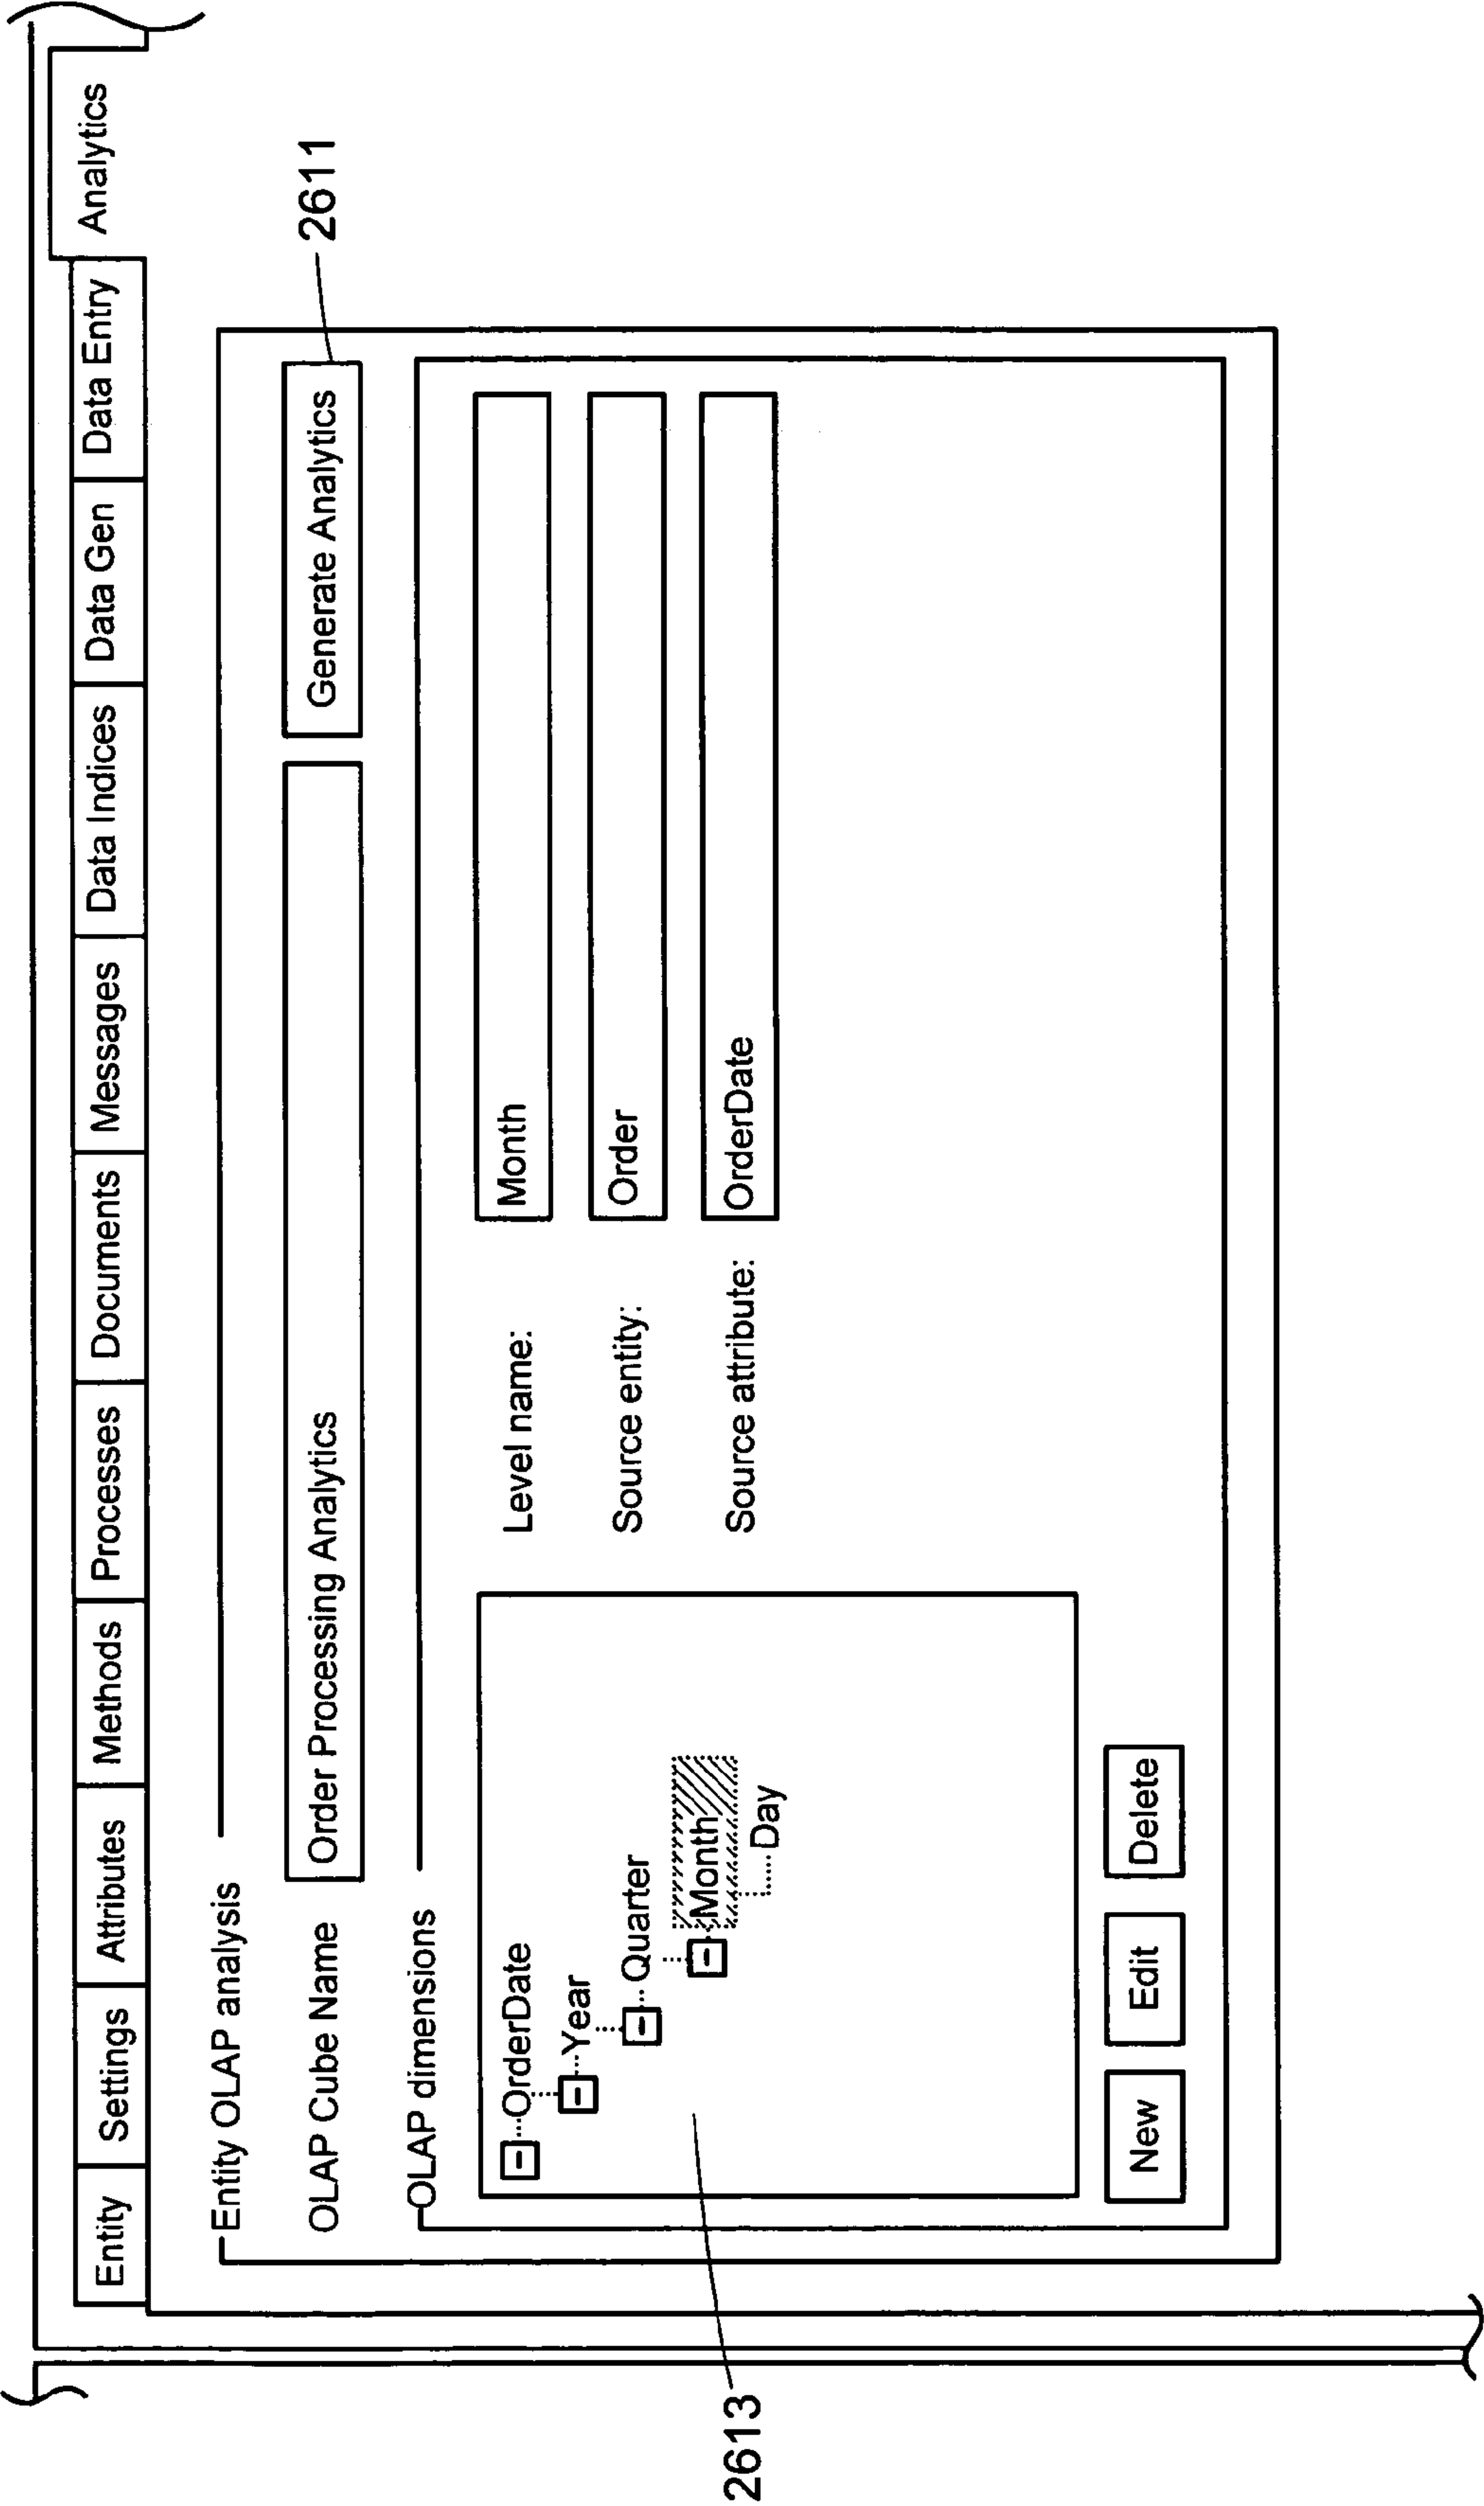 Entity Settings Attributes Methods Processes Documents Messages Data Indices Data Gen Data Entry Analytics
Entity OLAP analysis
OLAP Cube Name Order Processing Analytics Generate Analytics 2611
OLAP dimensions
OrderDate Level name: Month
Year
Quarter Source entity: Order
Month
Day Source attribute: OrderDate
2613
New Edit Delete